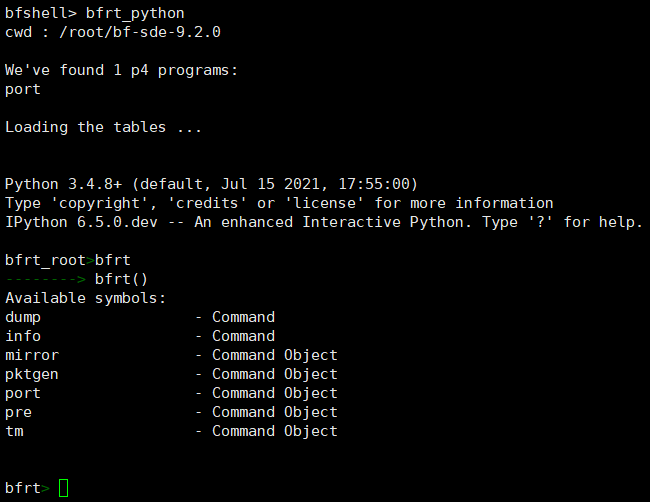 bfshell> bfrt_python
cwd : /root/bf-sde-9.2.0
We've found 1 p4 programs:
port
Loading the tables ...
Python 3.4.8+ (default, Jul 15 2021, 17:55:00)
Type 'copyright', 'credits' or 'license' for more information
IPython 6.5.0.dev -- An enhanced Interactive Python. Type '?' for help.
bfrt_root>bfrt
--------> bfrt()
Available symbols:
dump - Command
info - Command
mirror - Command Object
pktgen - Command Object
port - Command Object
pre - Command Object
tm - Command Object
bfrt>